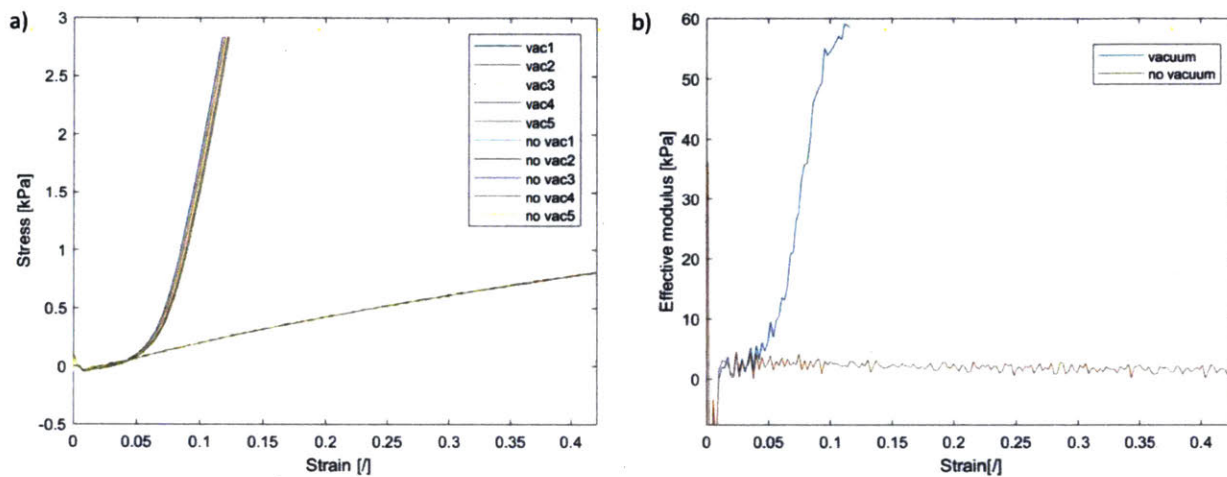 a)
3
2.5
2
1.5
1
0.5
0
-0.5
Stress [kPa]
vac1
vac2
vac3
vac4
vac5
no vac1
no vac2
no vac3
no vac4
no vac5
0
0.05
0.1
0.15
0.2
0.25
0.3
0.35
0.4
Strain [/]
b)
60
50
40
30
20
10
0
Effective modulus [kPa]
vacuum
no vacuum
0
0.05
0.1
0.15
0.2
0.25
0.3
0.35
0.4
Strain[/]